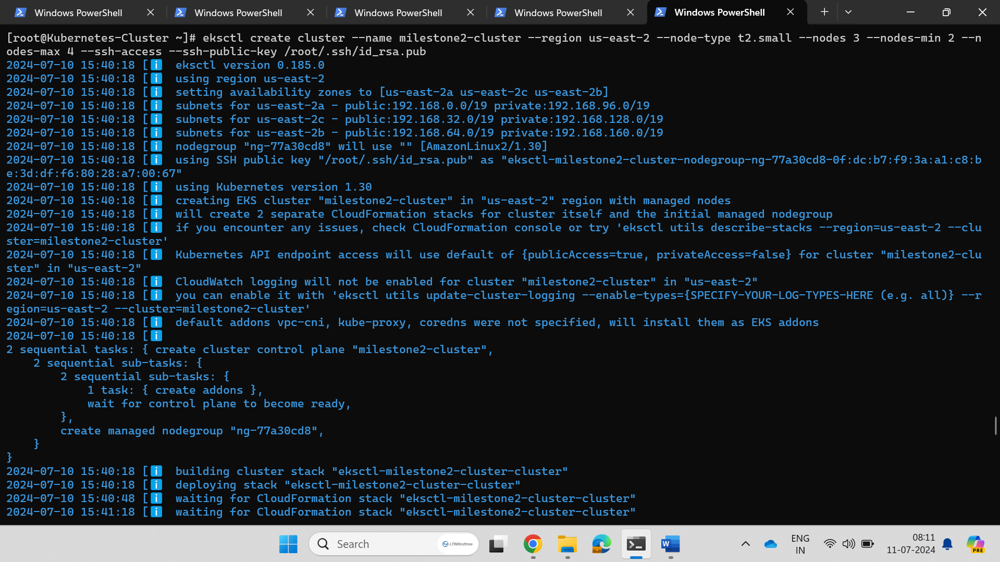 Windows PowerShell
Windows PowerShell
Windows PowerShell
Windows PowerShell
Windows PowerShell
[root@Kubernetes-Cluster ~]# eksctl create cluster --name milestone2-cluster --region us-east-2 --node-type t2.small --nodes 3 --nodes-min 2 --n
odes-max 4 --ssh-access --ssh-public-key /root/.ssh/id_rsa.pub
2024-07-10 15:40:18 [ℹ  eksctl version 0.185.0
2024-07-10 15:40:18 [ℹ  using region us-east-2
2024-07-10 15:40:18 [ℹ  setting availability zones to [us-east-2a us-east-2c us-east-2b]
2024-07-10 15:40:18 [ℹ  subnets for us-east-2a - public:192.168.0.0/19 private:192.168.96.0/19
2024-07-10 15:40:18 [ℹ  subnets for us-east-2c - public:192.168.32.0/19 private:192.168.128.0/19
2024-07-10 15:40:18 [ℹ  subnets for us-east-2b - public:192.168.64.0/19 private:192.168.160.0/19
2024-07-10 15:40:18 [ℹ  nodegroup "ng-77a30cd8" will use "" [AmazonLinux2/1.30]
2024-07-10 15:40:18 [ℹ  using SSH public key "/root/.ssh/id_rsa.pub" as "eksctl-milestone2-cluster-nodegroup-ng-77a30cd8-0f:dc:b7:f9:3a:a1:c8:b
e:3d:df:f6:80:28:a7:00:67"
2024-07-10 15:40:18 [ℹ  using Kubernetes version 1.30
2024-07-10 15:40:18 [ℹ  creating EKS cluster "milestone2-cluster" in "us-east-2" region with managed nodes
2024-07-10 15:40:18 [ℹ  will create 2 separate CloudFormation stacks for cluster itself and the initial managed nodegroup
2024-07-10 15:40:18 [ℹ  if you encounter any issues, check CloudFormation console or try 'eksctl utils describe-stacks --region=us-east-2 --clu
ster=milestone2-cluster'
2024-07-10 15:40:18 [ℹ  Kubernetes API endpoint access will use default of {publicAccess=true, privateAccess=false} for cluster "milestone2-clu
ster" in "us-east-2"
2024-07-10 15:40:18 [ℹ  CloudWatch logging will not be enabled for cluster "milestone2-cluster" in "us-east-2"
2024-07-10 15:40:18 [ℹ  you can enable it with 'eksctl utils update-cluster-logging --enable-types={SPECIFY-YOUR-LOG-TYPES-HERE (e.g. all)} --r
egion=us-east-2 --cluster=milestone2-cluster'
2024-07-10 15:40:18 [ℹ  default addons vpc-cni, kube-proxy, coredns were not specified, will install them as EKS addons
2024-07-10 15:40:18 [ℹ
2 sequential tasks: { create cluster control plane "milestone2-cluster",
    2 sequential sub-tasks: {
        2 sequential sub-tasks: {
            1 task: { create addons },
            wait for control plane to become ready,
        },
        create managed nodegroup "ng-77a30cd8",
    }
}
2024-07-10 15:40:18 [ℹ  building cluster stack "eksctl-milestone2-cluster-cluster"
2024-07-10 15:40:18 [ℹ  deploying stack "eksctl-milestone2-cluster-cluster"
2024-07-10 15:40:48 [ℹ  waiting for CloudFormation stack "eksctl-milestone2-cluster-cluster"
2024-07-10 15:41:18 [ℹ  waiting for CloudFormation stack "eksctl-milestone2-cluster-cluster"
Search
LTIMindtree
W
ENG
IN
08:11
11-07-2024
PRE